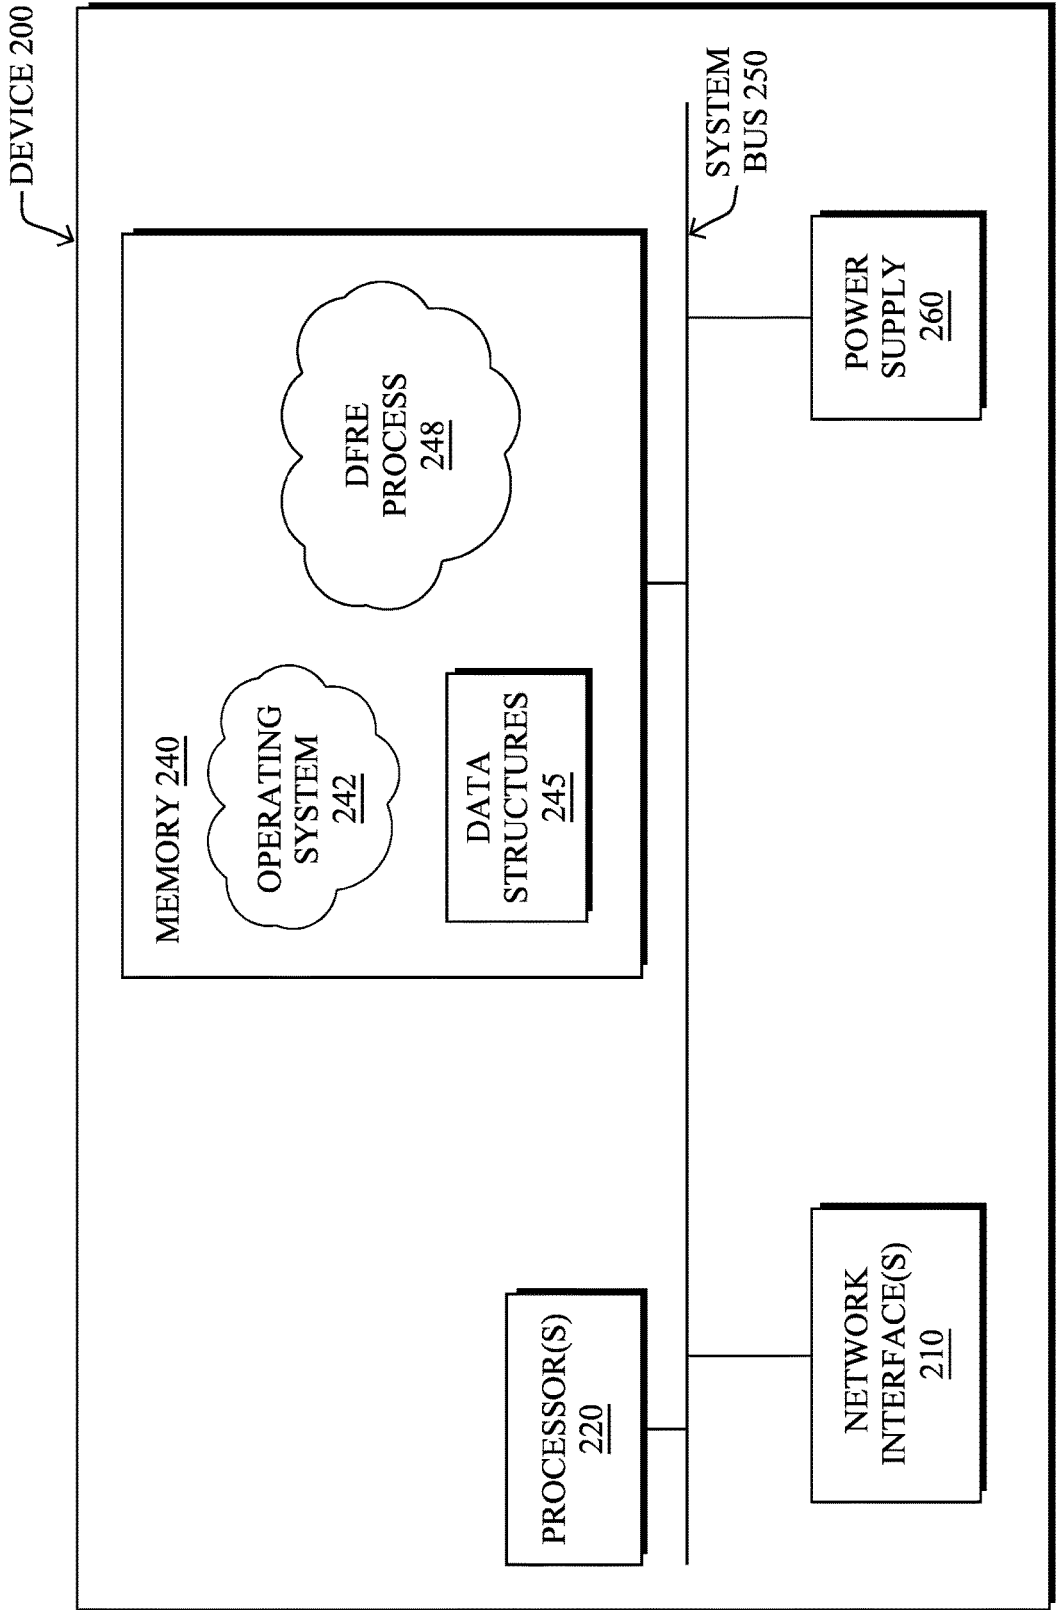 DEVICE 200
MEMORY 240
OPERATING
SYSTEM
242
DFRE
PROCESS
248
DATA
STRUCTURES
245
PROCESSOR(S)
220
SYSTEM
BUS 250
NETWORK
INTERFACE(S)
210
POWER
SUPPLY
260